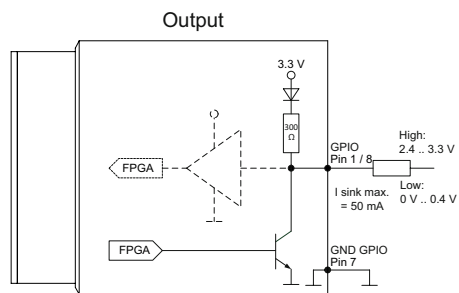 Output
3.3 V
300
Ω
GPIO
Pin 1 / 8
High:
2.4 .. 3.3 V
FPGA
I sink max.
= 50 mA
Low:
0 V .. 0.4 V
FPGA
GND GPIO
Pin 7